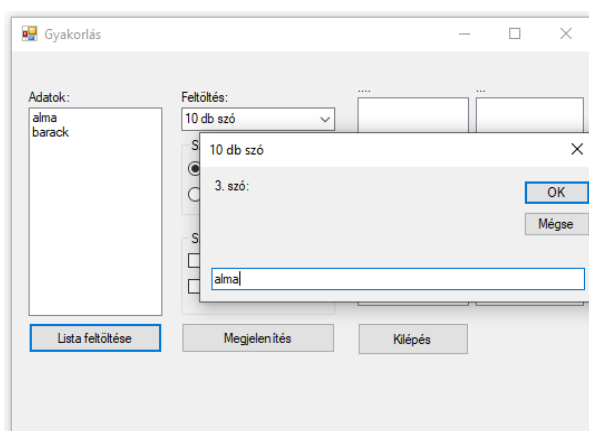 Gyakorlás
Adatok:
alma
barack
Feltöltés:
10 db szó
....
...
S
S
10 db szó
3. szó:
OK
Mégse
alma
Lista feltöltése
Megjelenítés
Kilépés